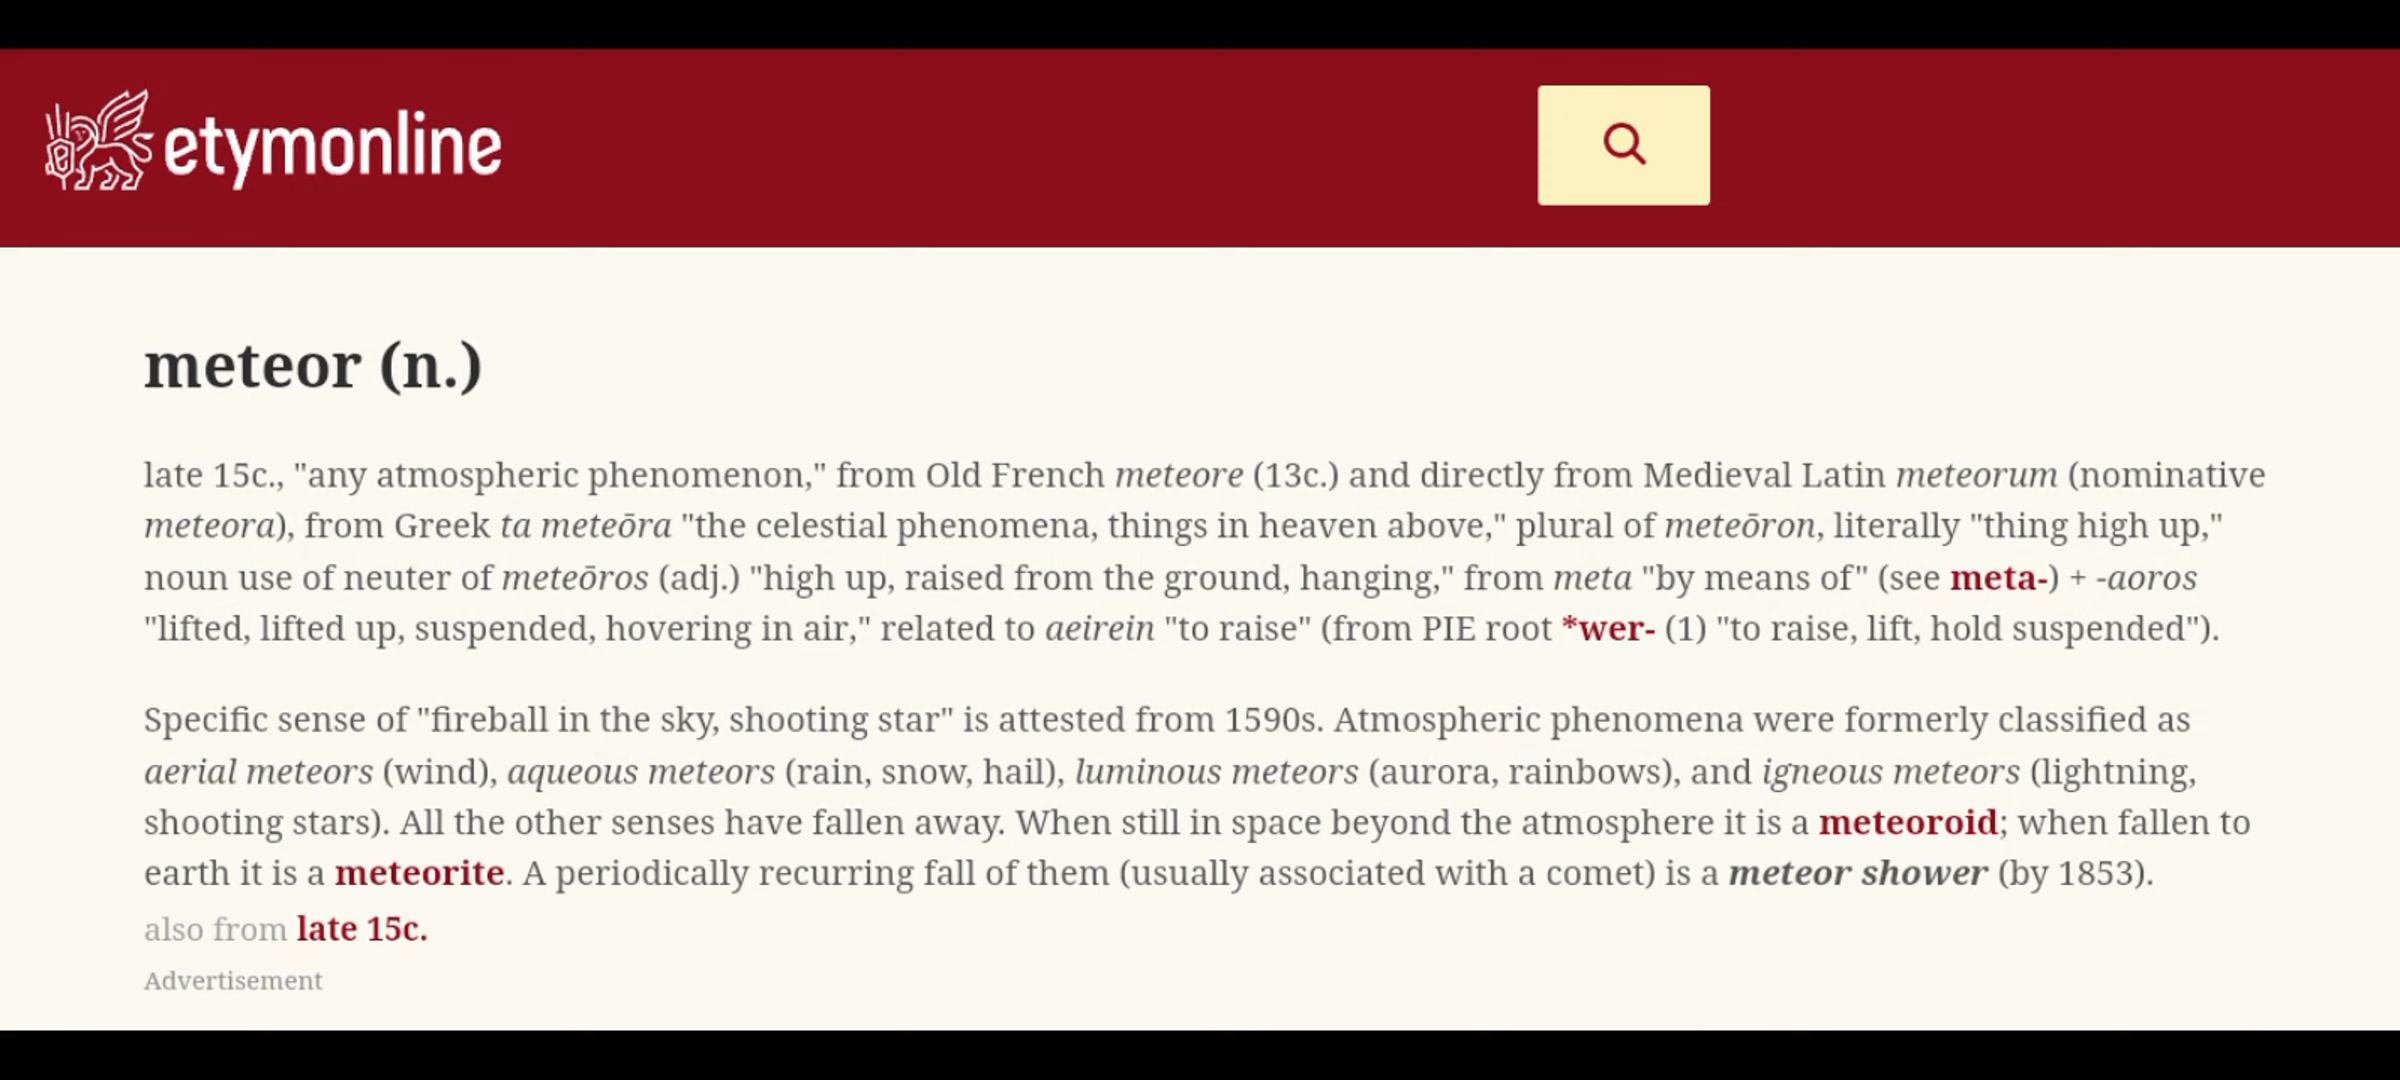 etymonline
meteor (n.)
late 15c., "any atmospheric phenomenon," from Old French meteore (13c.) and directly from Medieval Latin meteorum (nominative
meteora), from Greek ta meteōra "the celestial phenomena, things in heaven above," plural of meteōron, literally "thing high up,"
noun use of neuter of meteōros (adj.) "high up, raised from the ground, hanging," from meta "by means of" (see meta-) + -aoros
"lifted, lifted up, suspended, hovering in air," related to aeirein "to raise" (from PIE root *wer- (1) "to raise, lift, hold suspended").
Specific sense of "fireball in the sky, shooting star" is attested from 1590s. Atmospheric phenomena were formerly classified as
aerial meteors (wind), aqueous meteors (rain, snow, hail), luminous meteors (aurora, rainbows), and igneous meteors (lightning,
shooting stars). All the other senses have fallen away. When still in space beyond the atmosphere it is a meteoroid; when fallen to
earth it is a meteorite. A periodically recurring fall of them (usually associated with a comet) is a meteor shower (by 1853).
also from late 15c.
Advertisement